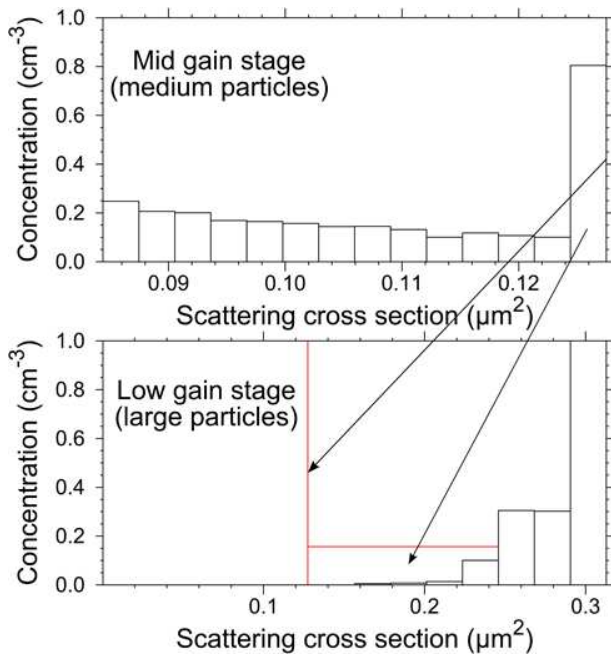 Concentration (cm-3)
1.0
0.8
0.6
0.4
0.2
0.0
Mid gain stage
(medium particles)
0.09
0.10
0.11
0.12
Scattering cross section (µm2)
Concentration (cm-3)
1.0
0.8
0.6
0.4
0.2
0.0
Low gain stage
(large particles)
0.1
0.2
0.3
Scattering cross section (µm2)